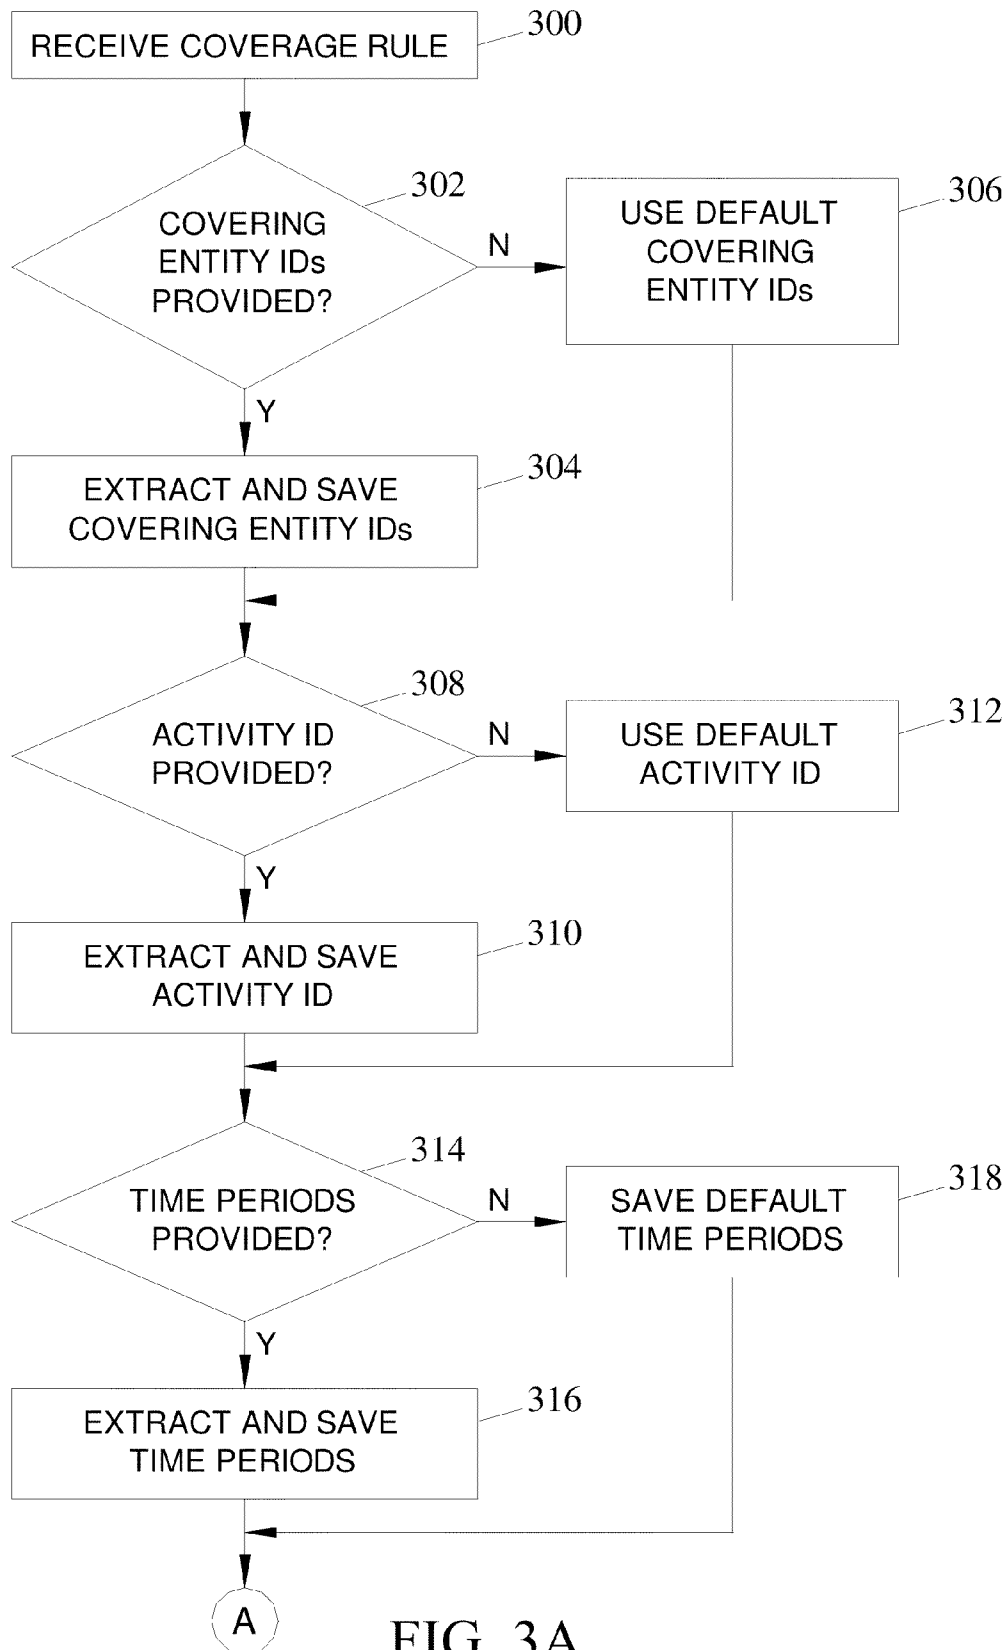 RECEIVE COVERAGE RULE
300
302
COVERING
ENTITY IDs
PROVIDED?
N
306
USE DEFAULT
COVERING
ENTITY IDs
Y
304
EXTRACT AND SAVE
COVERING ENTITY IDs
308
ACTIVITY ID
PROVIDED?
N
312
USE DEFAULT
ACTIVITY ID
Y
310
EXTRACT AND SAVE
ACTIVITY ID
314
TIME PERIODS
PROVIDED?
N
318
SAVE DEFAULT
TIME PERIODS
Y
316
EXTRACT AND SAVE
TIME PERIODS
A
FIG. 3A